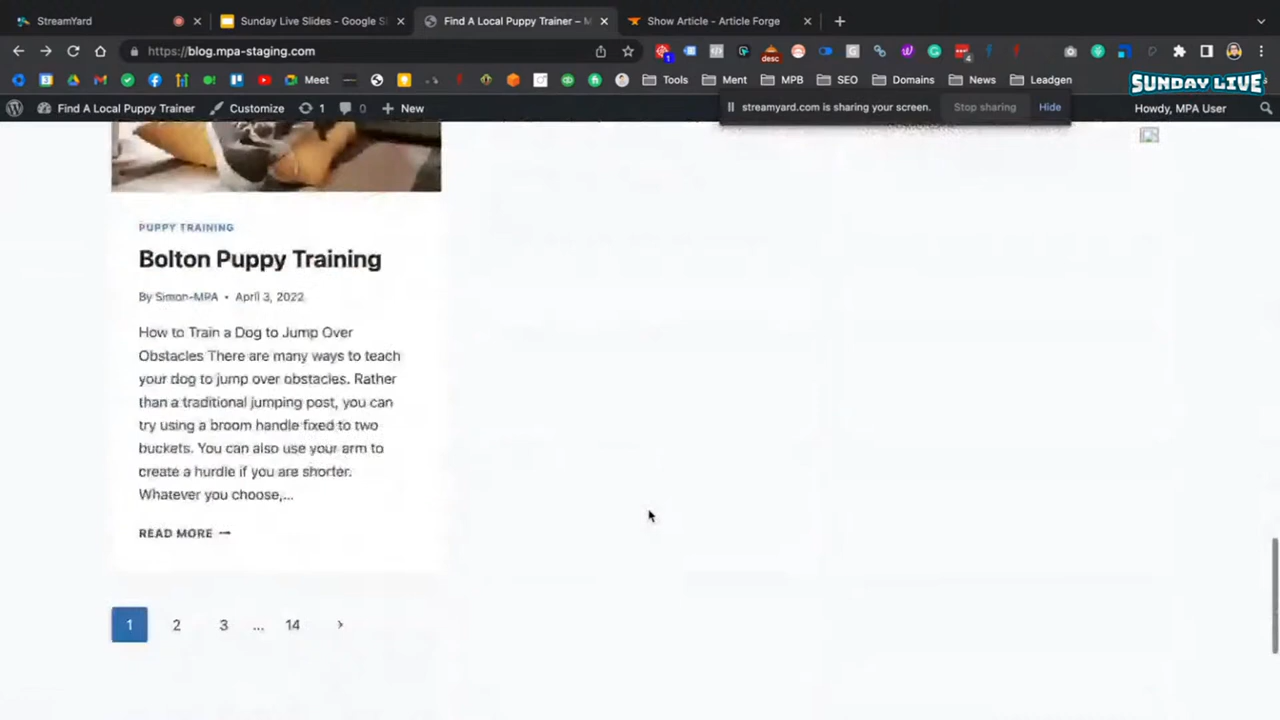 StreamYard
Sunday Live Slides - Google Sl
Find A Local Puppy Trainer – M
Show Article - Article Forge
https://blog.mpa-staging.com
desc
4
1
Meet
Tools
Ment
MPB
SEO
Domains
News
Leadgen
SUNDAY LIVE
Find A Local Puppy Trainer
Customize
1
0
New
streamyard.com is sharing your screen.
Stop sharing
Hide
Howdy, MPA User
PUPPY TRAINING
Bolton Puppy Training
By Simon-MPA • April 3, 2022
How to Train a Dog to Jump Over
Obstacles There are many ways to teach
your dog to jump over obstacles. Rather
than a traditional jumping post, you can
try using a broom handle fixed to two
buckets. You can also use your arm to
create a hurdle if you are shorter.
Whatever you choose,...
READ MORE →
1 2 3 ... 14 ›